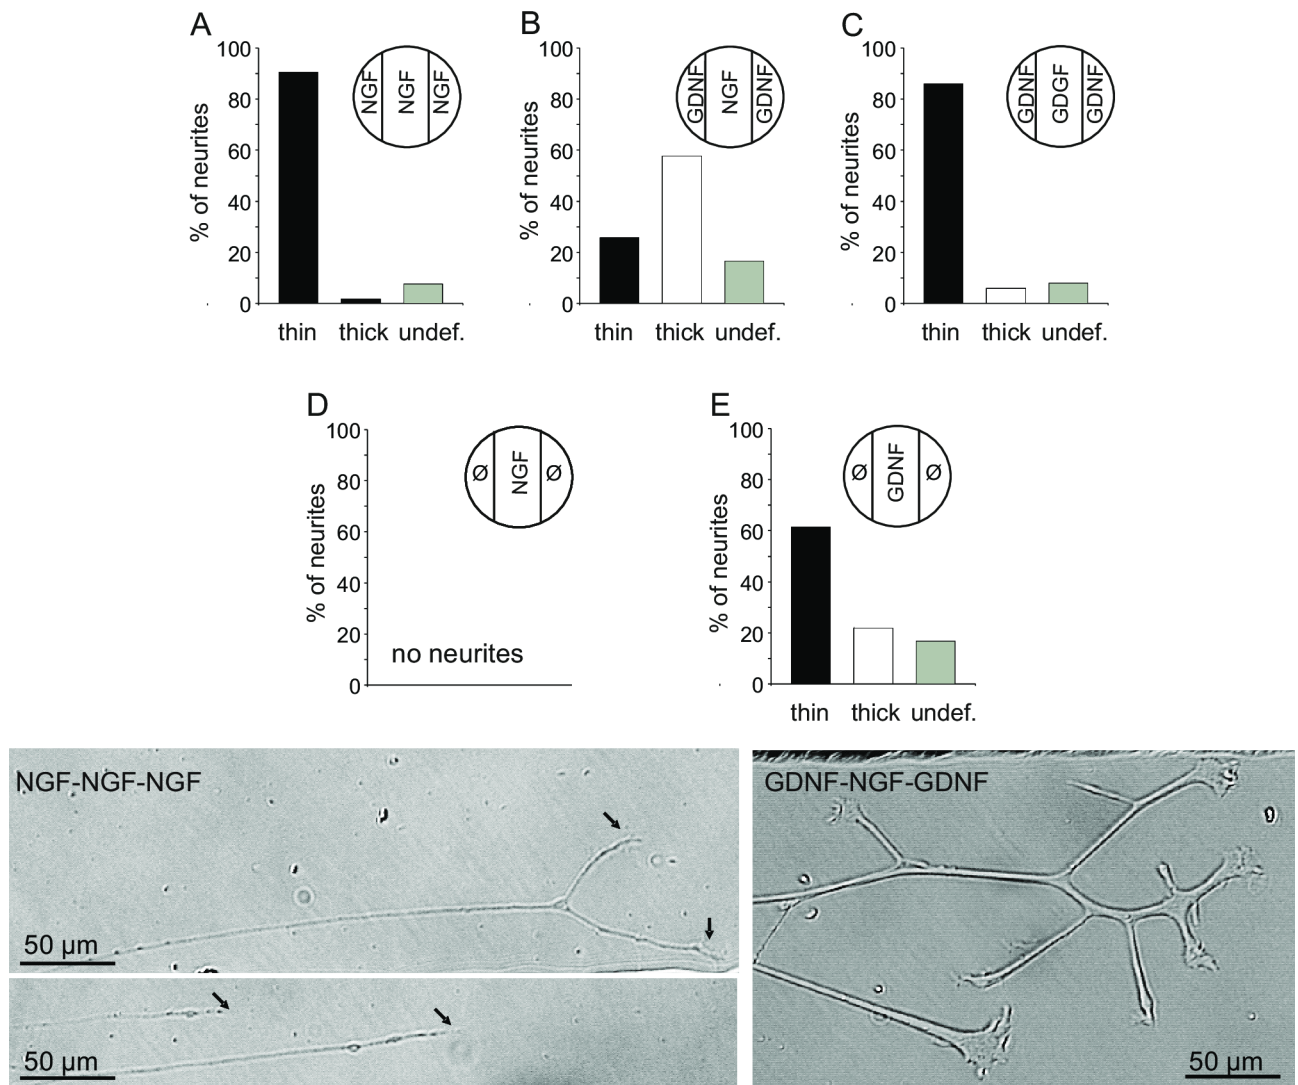 A
% of neurites
100
80
60
40
20
0
NGF
NGF
NGF
thin thick undef.
B
% of neurites
100
80
60
40
20
0
GDNF
NGF
GDNF
thin thick undef.
C
% of neurites
100
80
60
40
20
0
GDNF
GDGF
GDNF
thin thick undef.
D
% of neurites
100
80
60
40
20
0
Ø
NGF
Ø
no neurites
E
% of neurites
100
80
60
40
20
0
Ø
GDNF
Ø
thin thick undef.
NGF-NGF-NGF
50 µm
50 µm
GDNF-NGF-GDNF
50 µm